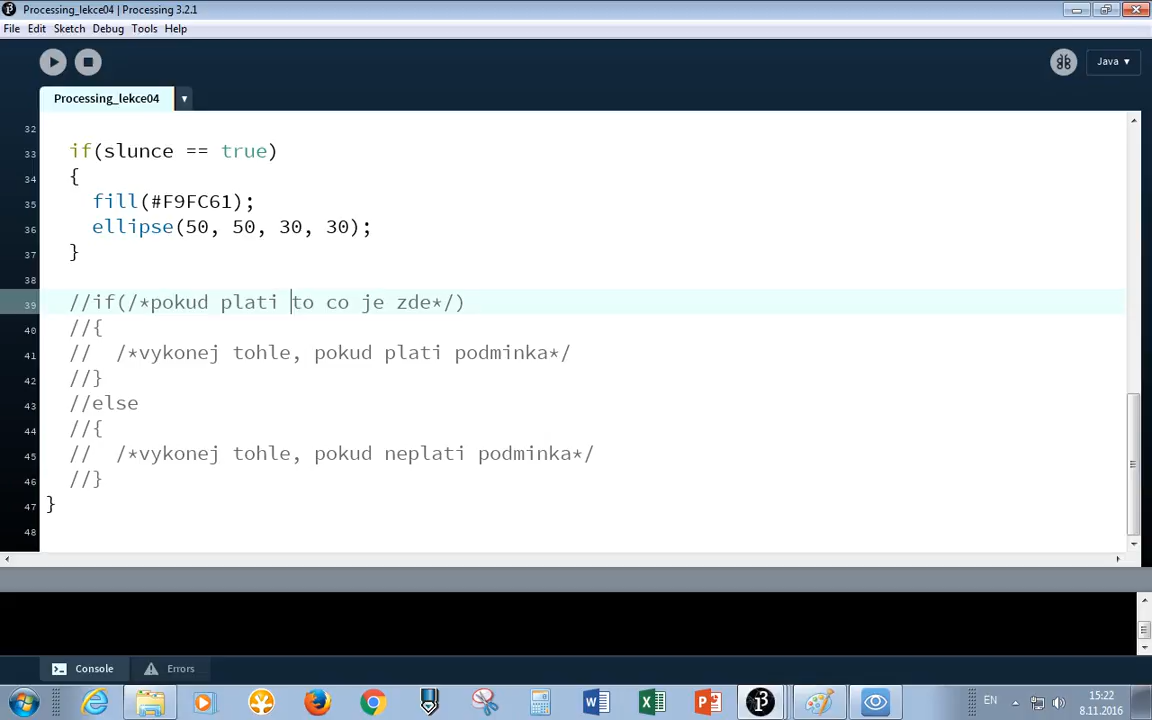 Processing_lekce04 | Processing 3.2.1
File Edit Sketch Debug Tools Help
Java ▾
Processing_lekce04 ▾
32
33 if(slunce == true)
34 {
35 fill(#F9FC61);
36 ellipse(50, 50, 30, 30);
37 }
38
39 //if(/*pokud plati to co je zde*/)
40 //{
41 //  /*vykonej tohle, pokud plati podminka*/
42 //}
43 //else
44 //{
45 //  /*vykonej tohle, pokud neplati podminka*/
46 //}
47 }
48
Console Errors
EN
15:22
8.11.2016